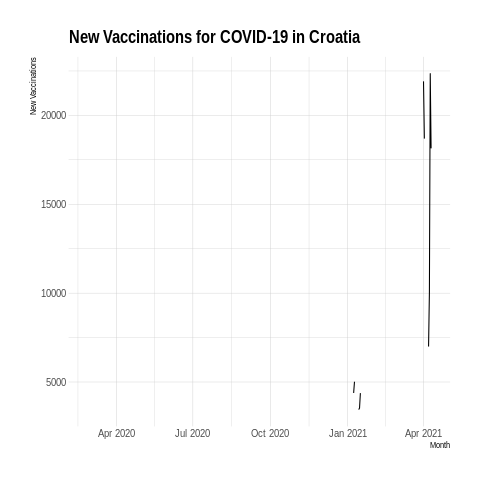 New Vaccinations for COVID-19 in Croatia
New Vaccinations
20000
15000
10000
5000
Apr 2020 Jul 2020 Oct 2020 Jan 2021 Apr 2021
Month